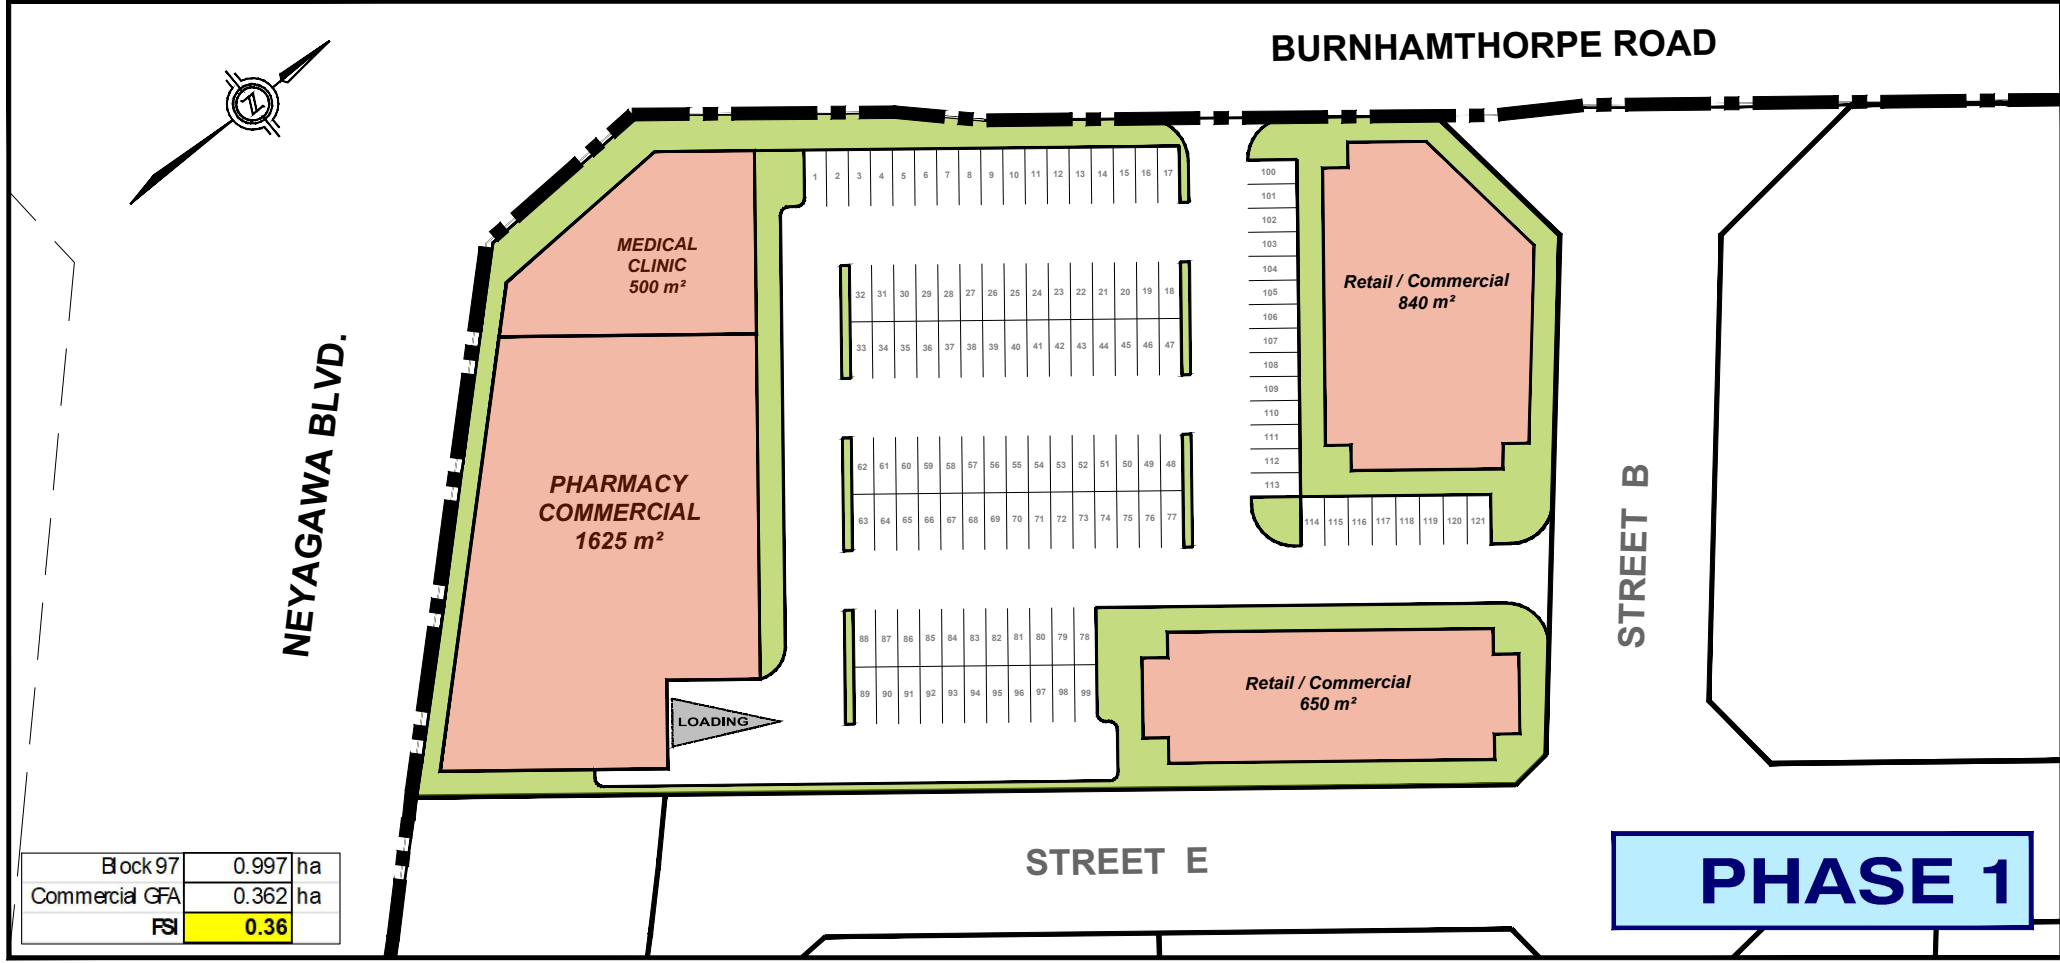 BURNHAMTHORPE ROAD
Z
1 2 3 4 5 6 7 8 9 10 11 12 13 14 15 16 17
MEDICAL
CLINIC
500 m²
32 31 30 29 28 27 26 25 24 23 22 21 20 19 18
33 34 35 36 37 38 39 40 41 42 43 44 45 46 47
100
101
102
103
104
105
106
107
108
109
110
111
112
113
Retail / Commercial
840 m²
NEYAGAWA BLVD.
PHARMACY
COMMERCIAL
1625 m²
62 61 60 59 58 57 56 55 54 53 52 51 50 49 48
63 64 65 66 67 68 69 70 71 72 73 74 75 76 77
114 115 116 117 118 119 120 121
STREET B
88 87 86 85 84 83 82 81 80 79 78
89 90 91 92 93 94 95 96 97 98 99
LOADING
Retail / Commercial
650 m²
STREET E
Block 97 0.997 ha
Commercial GFA 0.362 ha
FSI 0.36
PHASE 1